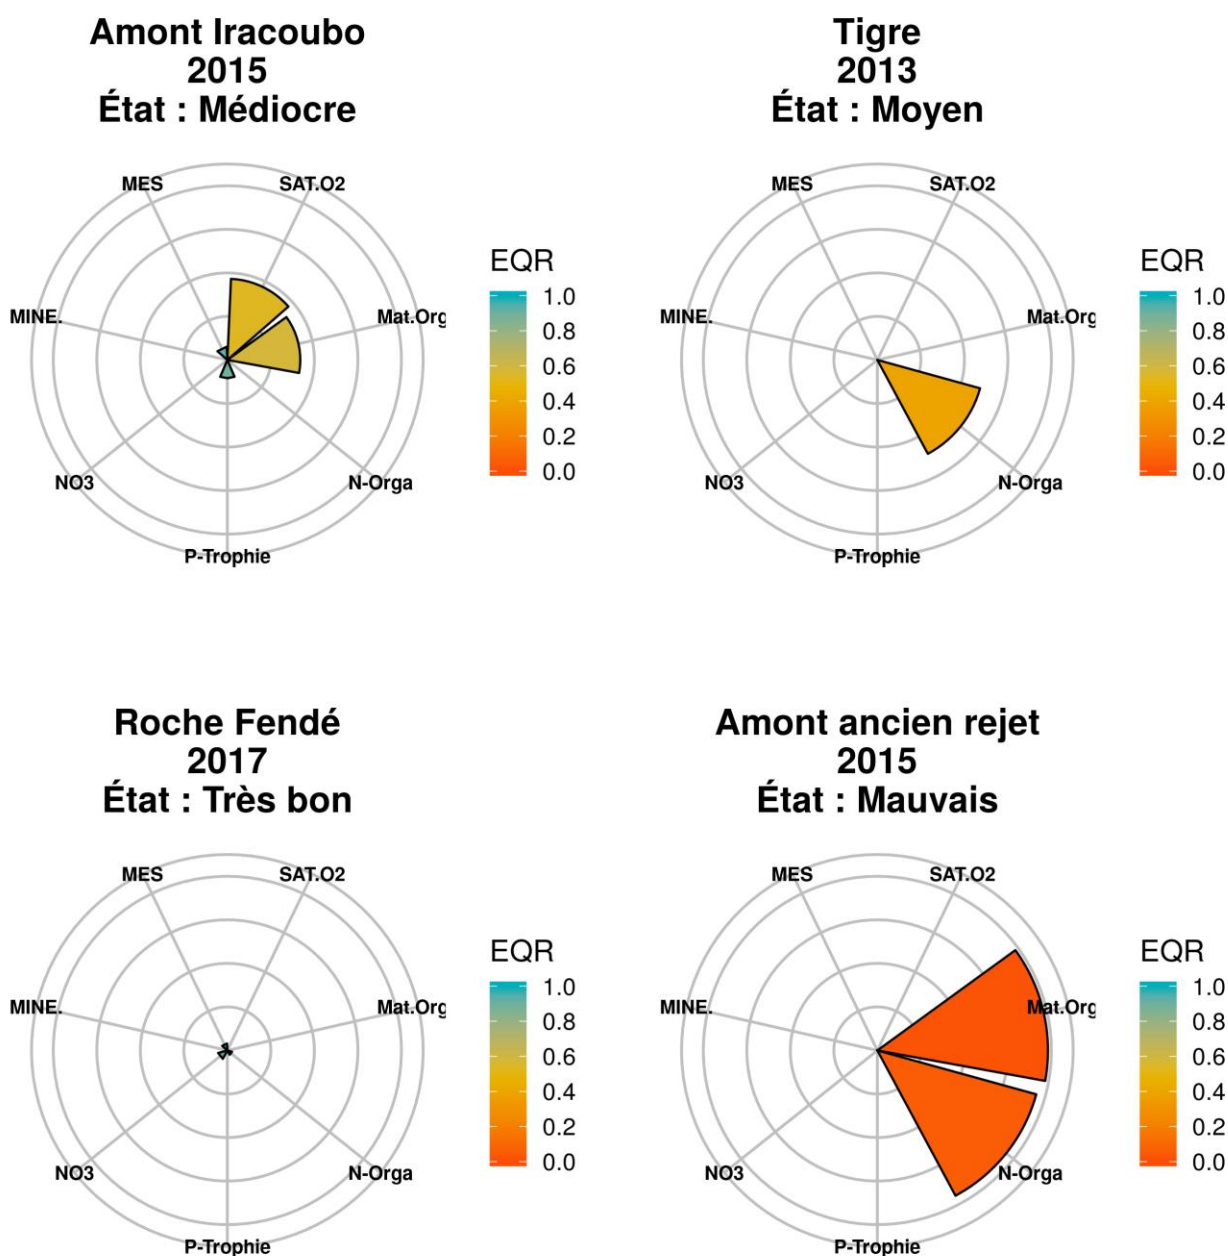 Amont Iracoubo
2015
État : Médiocre
MES
SAT.O2
MINE.
Mat.Org
NO3
N-Orga
P-Trophie
EQR
1.0
0.8
0.6
0.4
0.2
0.0
Tigre
2013
État : Moyen
MES
SAT.O2
MINE.
Mat.Org
NO3
N-Orga
P-Trophie
EQR
1.0
0.8
0.6
0.4
0.2
0.0
Roche Fendé
2017
État : Très bon
MES
SAT.O2
MINE.
Mat.Org
NO3
N-Orga
P-Trophie
EQR
1.0
0.8
0.6
0.4
0.2
0.0
Amont ancien rejet
2015
État : Mauvais
MES
SAT.O2
MINE.
Mat.Org
NO3
N-Orga
P-Trophie
EQR
1.0
0.8
0.6
0.4
0.2
0.0